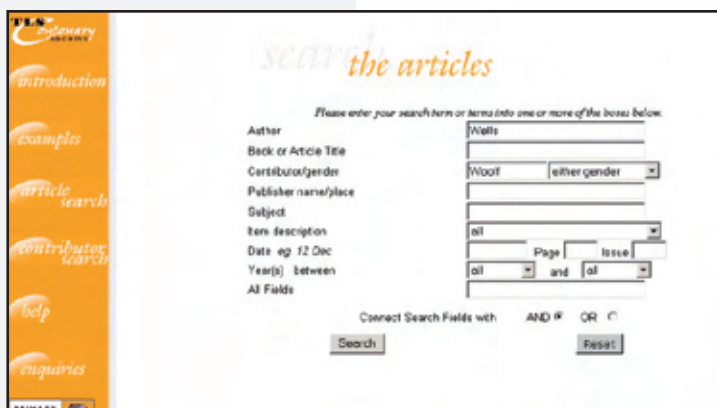 TLS
Centenary
ARCHIVE
introduction
examples
article
search
contributor
search
help
enquiries
search
the articles
Please enter your search term or terms into one or more of the boxes below.
Author Wells
Book or Article Title
Contributor/gender Woolf either gender
Publisher name/place
Subject
Item description all
Date eg 12 Dec Page Issue
Year(s) between all and all
All Fields
Connect Search Fields with AND OR
Search Reset